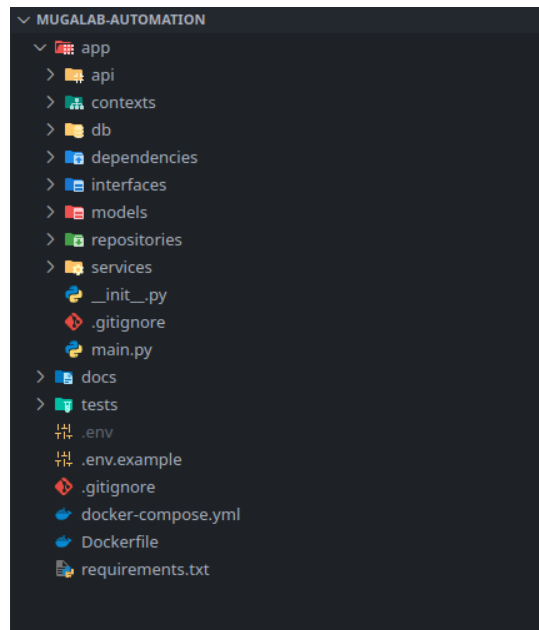 MUGALAB-AUTOMATION
app
api
contexts
db
dependencies
interfaces
models
repositories
services
__init__.py
.gitignore
main.py
docs
tests
.env
.env.example
.gitignore
docker-compose.yml
Dockerfile
requirements.txt